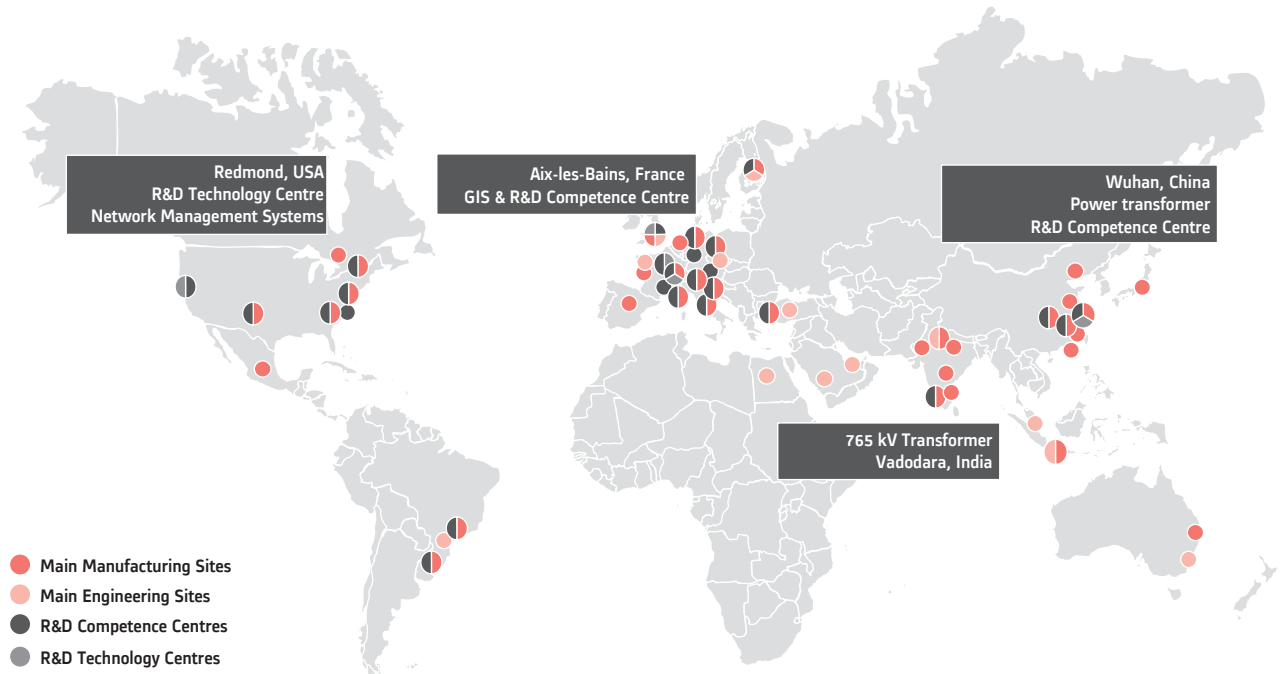 Redmond, USA
R&D Technology Centre
Network Management Systems
Aix-les-Bains, France
GIS & R&D Competence Centre
Wuhan, China
Power transformer
R&D Competence Centre
765 kV Transformer
Vadodara, India
Main Manufacturing Sites
Main Engineering Sites
R&D Competence Centres
R&D Technology Centres